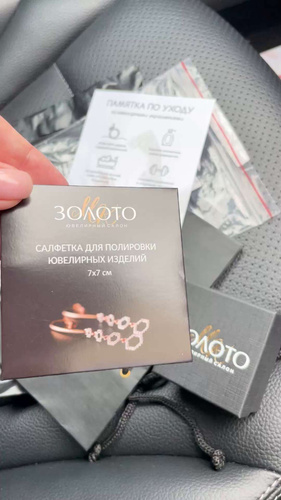 ПАМЯТКА ПО УХОДУ
ЗОЛОТО
ЮВЕЛИРНЫЙ САЛОН
САЛФЕТКА ДЛЯ ПОЛИРОВКИ
ЮВЕЛИРНЫХ ИЗДЕЛИЙ
7x7 см
ЗОЛОТО